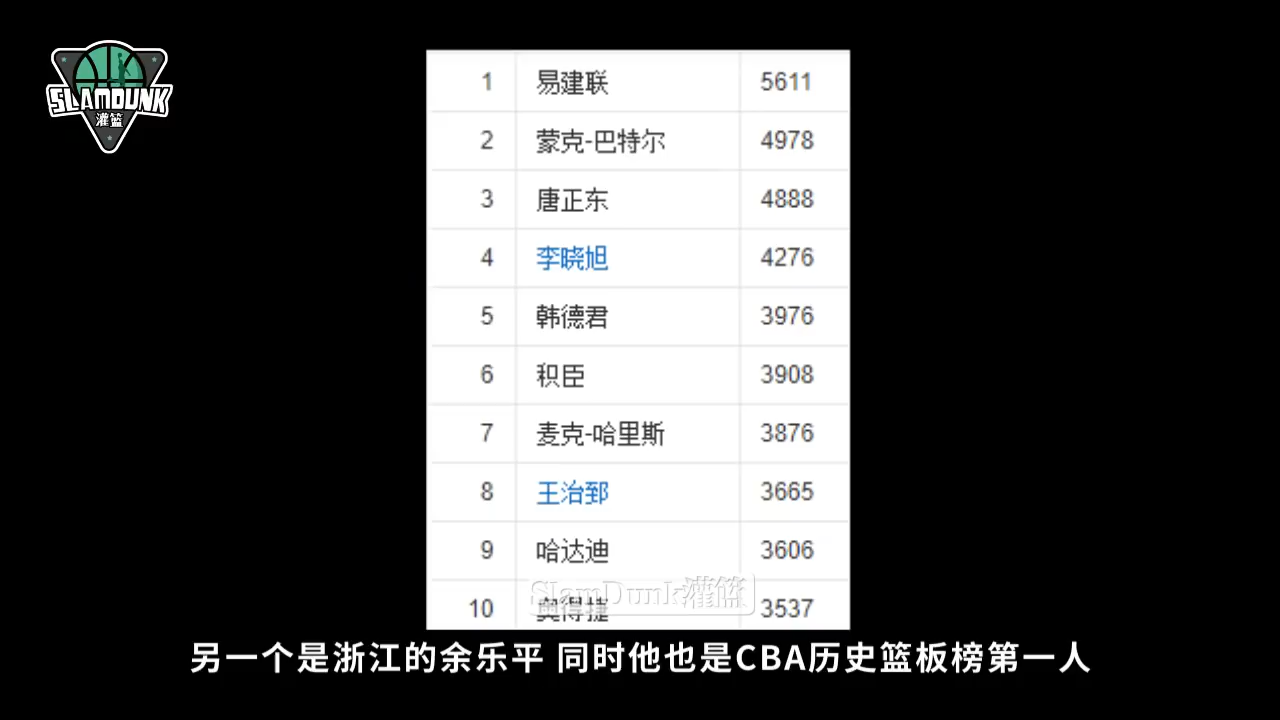 SLAMDUNK
灌篮
1 易建联 5611
2 蒙克-巴特尔 4978
3 唐正东 4888
4 李晓旭 4276
5 韩德君 3976
6 积臣 3908
7 麦克-哈里斯 3876
8 王治郅 3665
9 哈达迪 3606
10 奥得捷 3537
SlamDunk灌篮
另一个是浙江的余乐平 同时他也是CBA历史篮板榜第一人